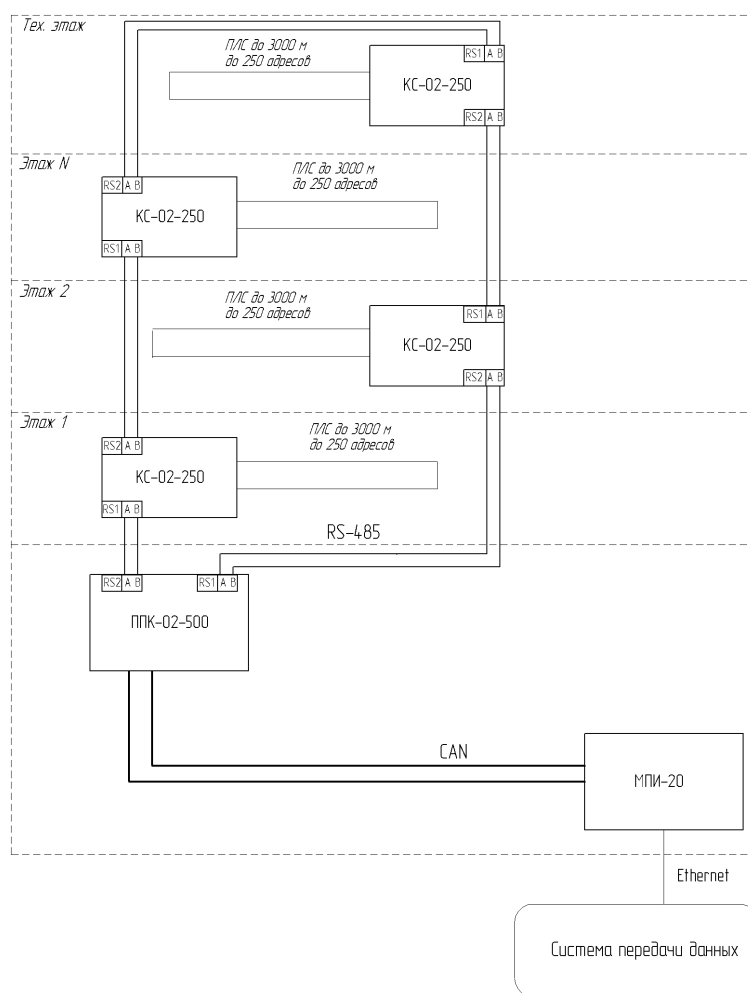 Тех. этаж
ПЛС до 3000 м
до 250 адресов
RS1 A B
КС-02-250
RS2 A B
Этаж N
ПЛС до 3000 м
до 250 адресов
RS2 A B
КС-02-250
RS1 A B
Этаж 2
ПЛС до 3000 м
до 250 адресов
RS1 A B
КС-02-250
RS2 A B
Этаж 1
ПЛС до 3000 м
до 250 адресов
RS2 A B
КС-02-250
RS1 A B
RS-485
RS2 A B
RS1 A B
ППК-02-500
CAN
МПИ-20
Ethernet
Система передачи данных